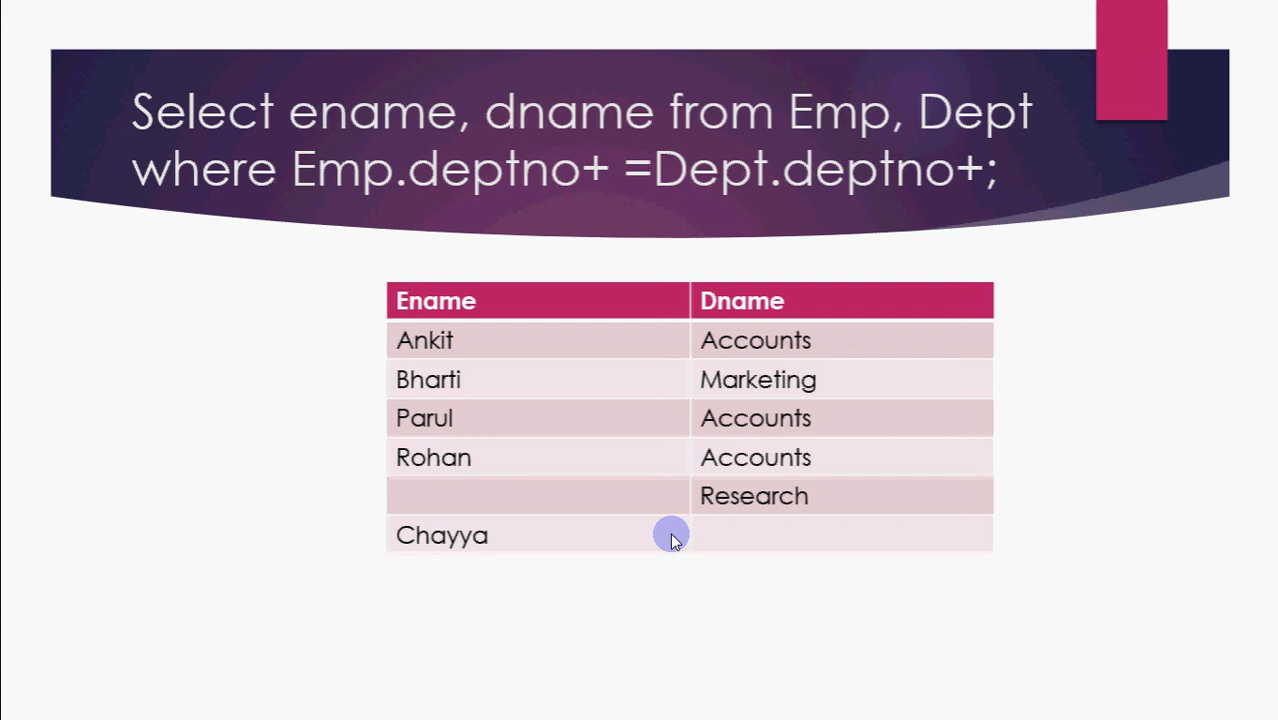 Select ename, dname from Emp, Dept
where Emp.deptno+ =Dept.deptno+;
Ename Dname
Ankit Accounts
Bharti Marketing
Parul Accounts
Rohan Accounts
Research
Chayya